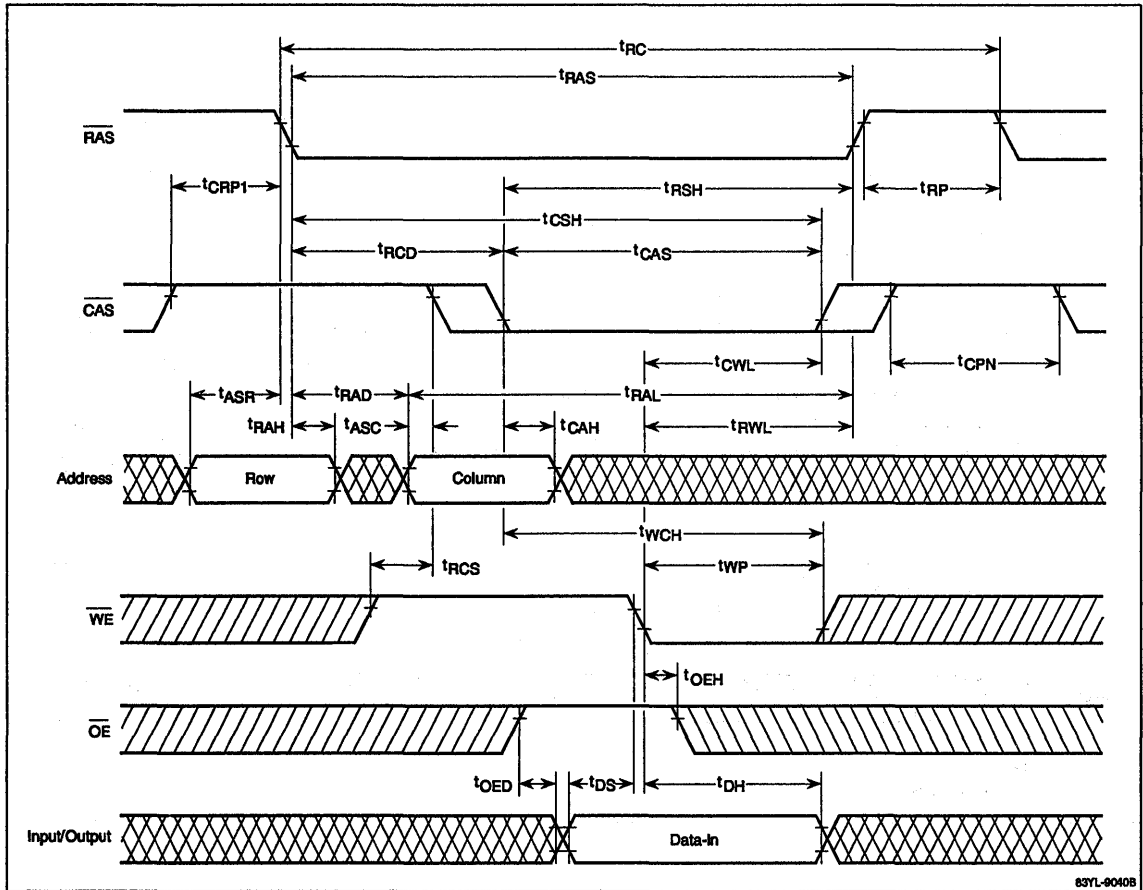 tRC
tRAS
RAS
tCRP1
tRSH
tRP
tCSH
tRCD
tCAS
CAS
tCWL
tCPN
tASR
tRAD
tRAL
tRAH
tASC
tCAH
tRWL
Address
Row
Column
tWCH
tRCS
tWP
WE
tOEH
OE
tOED
tDS
tDH
Input/Output
Data-In
83YL-9040B